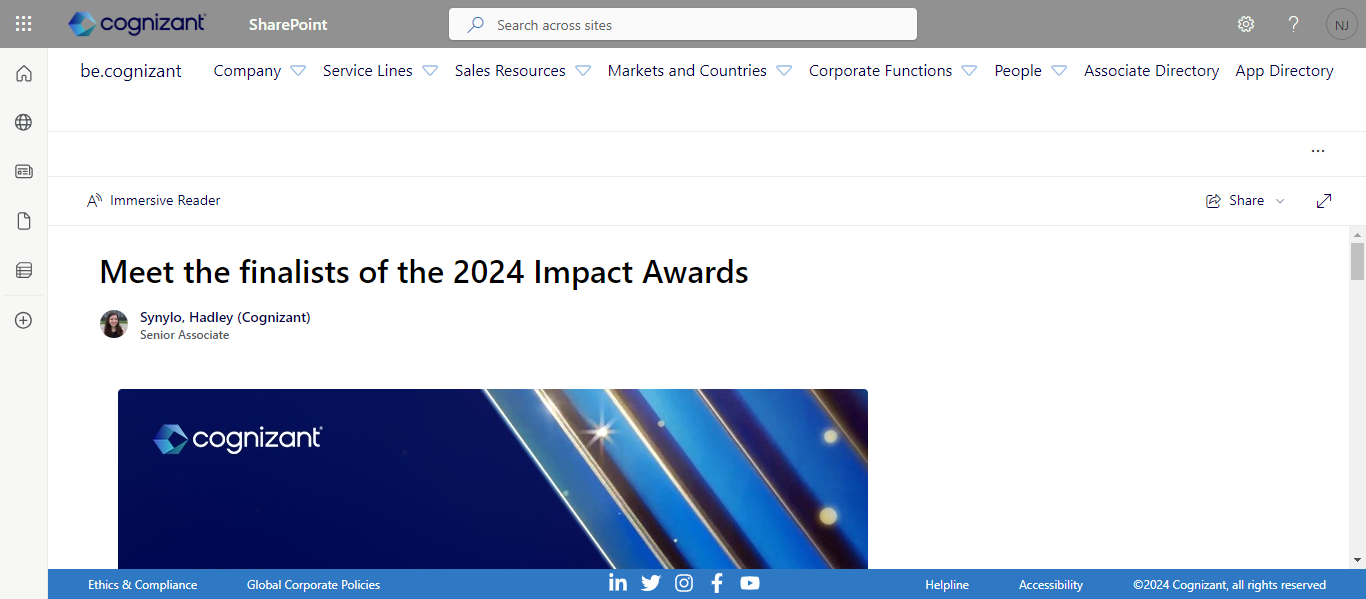 cognizant SharePoint Search across sites NJ
be.cognizant Company Service Lines Sales Resources Markets and Countries Corporate Functions People Associate Directory App Directory
...
Immersive Reader Share
Meet the finalists of the 2024 Impact Awards
Synylo, Hadley (Cognizant)
Senior Associate
cognizant
Ethics & Compliance Global Corporate Policies Helpline Accessibility ©2024 Cognizant, all rights reserved